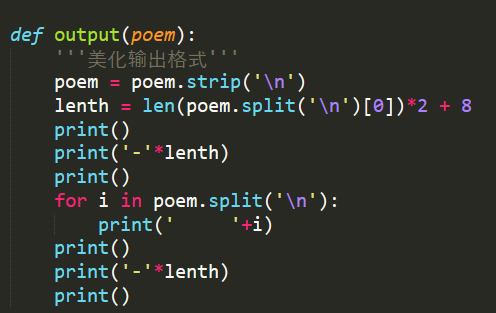 def output(poem):
    '''美化输出格式'''
    poem = poem.strip('\n')
    lenth = len(poem.split('\n')[0])*2 + 8
    print()
    print('-'*lenth)
    print()
    for i in poem.split('\n'):
        print('     '+i)
    print()
    print('-'*lenth)
    print()